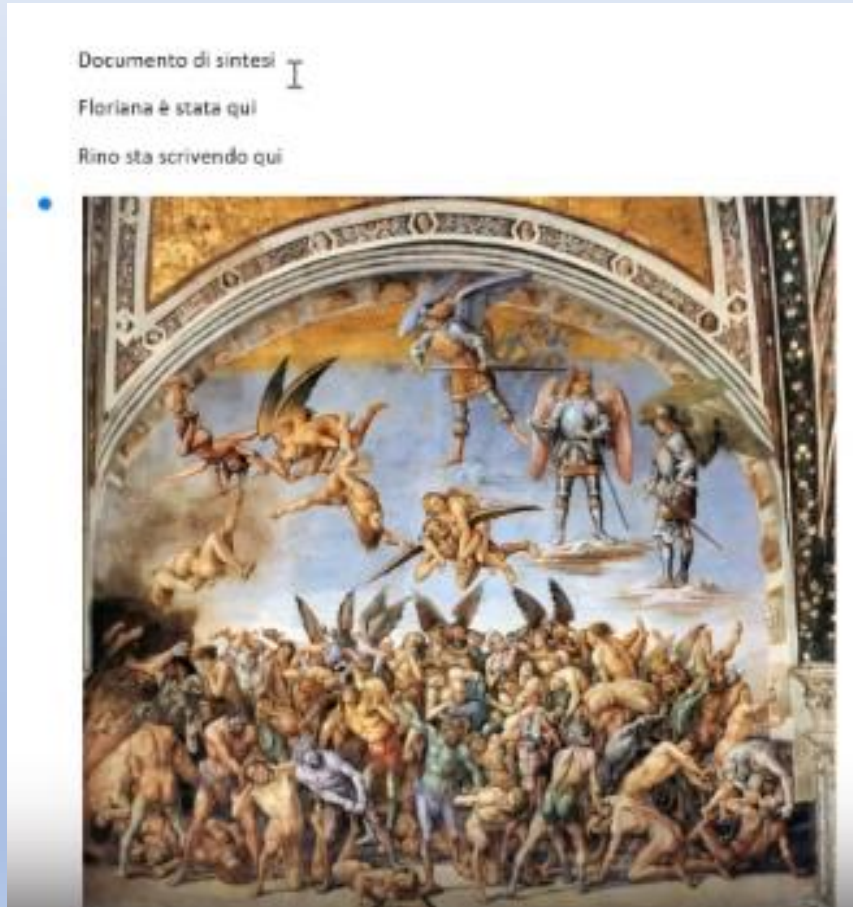 Documento di sintesi
Floriana è stata qui
Rino sta scrivendo qui